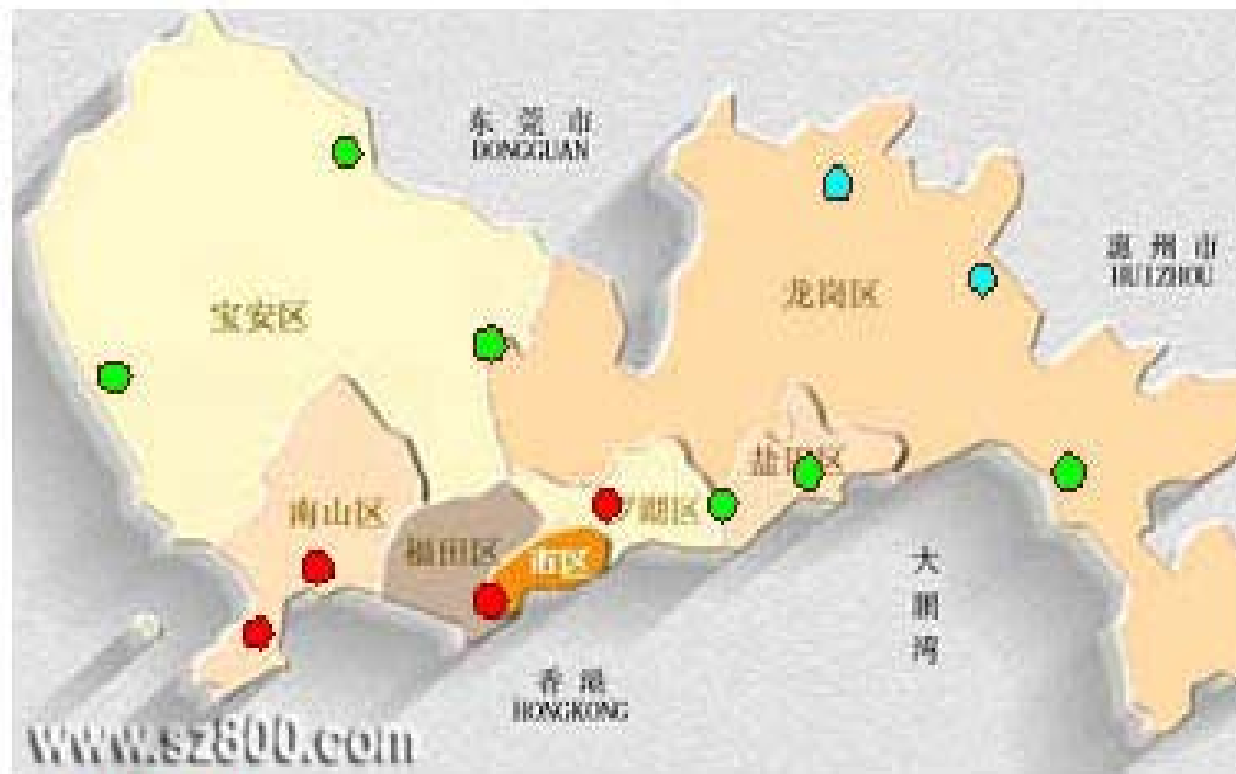 东莞市
DONGGUAN
惠州市
HUIZHOU
宝安区
龙岗区
盐田区
南山区
湖区
福田区
市区
大鹏湾
香港
HONGKONG
www.sz800.com